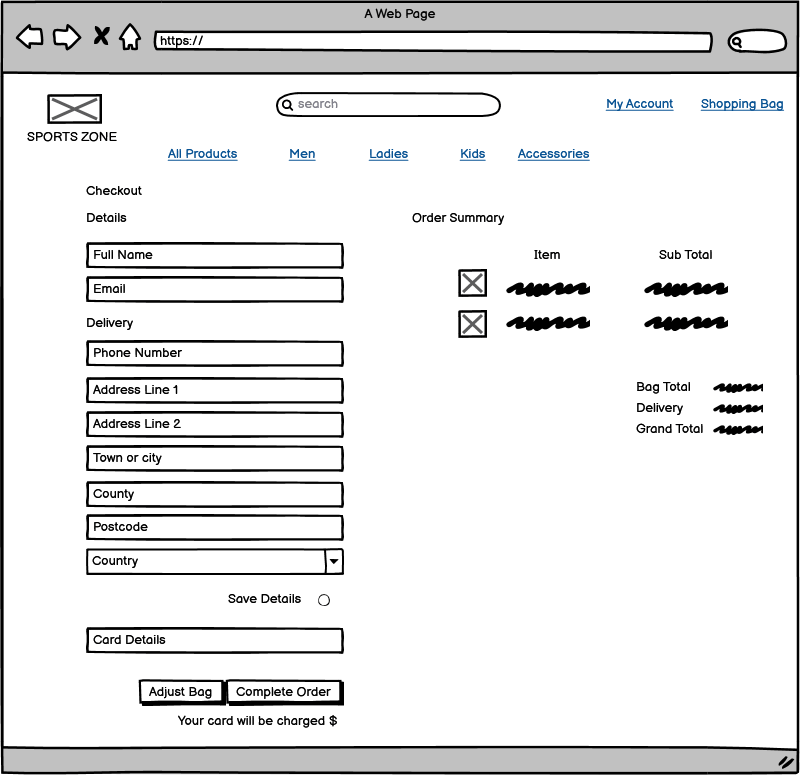 A Web Page
https://
search
My Account
Shopping Bag
SPORTS ZONE
All Products Men Ladies Kids Accessories
Checkout
Details
Full Name
Email
Delivery
Phone Number
Address Line 1
Address Line 2
Town or city
County
Postcode
Country
Save Details
Card Details
Adjust Bag Complete Order
Your card will be charged $
Order Summary
Item Sub Total
Bag Total
Delivery
Grand Total